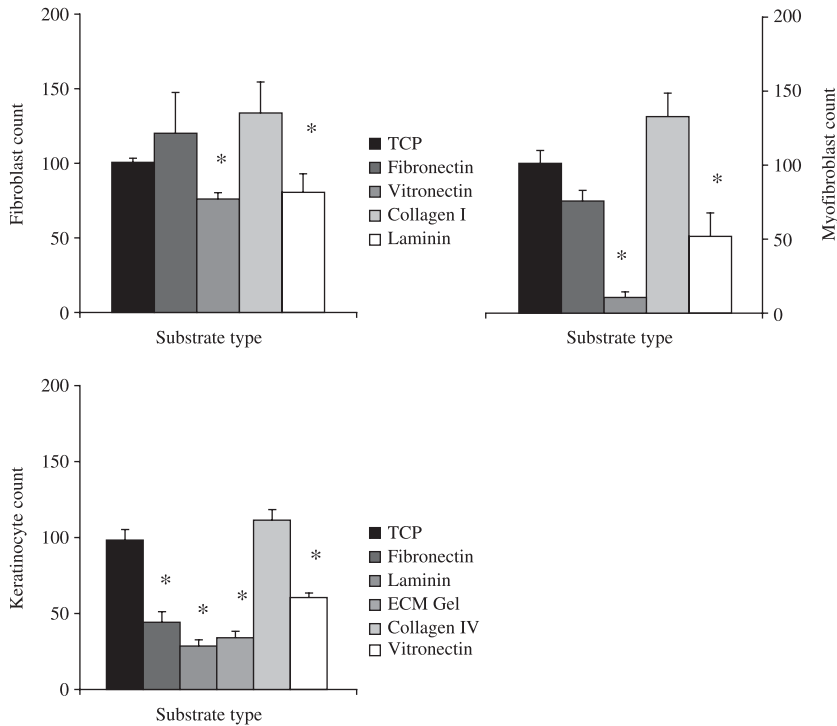 200
150
100
50
0
Fibroblast count
*
*
Substrate type
TCP
Fibronectin
Vitronectin
Collagen I
Laminin
200
150
100
50
0
Myofibroblast count
*
*
Substrate type
200
150
100
50
0
Keratinocyte count
*
*
*
*
Substrate type
TCP
Fibronectin
Laminin
ECM Gel
Collagen IV
Vitronectin